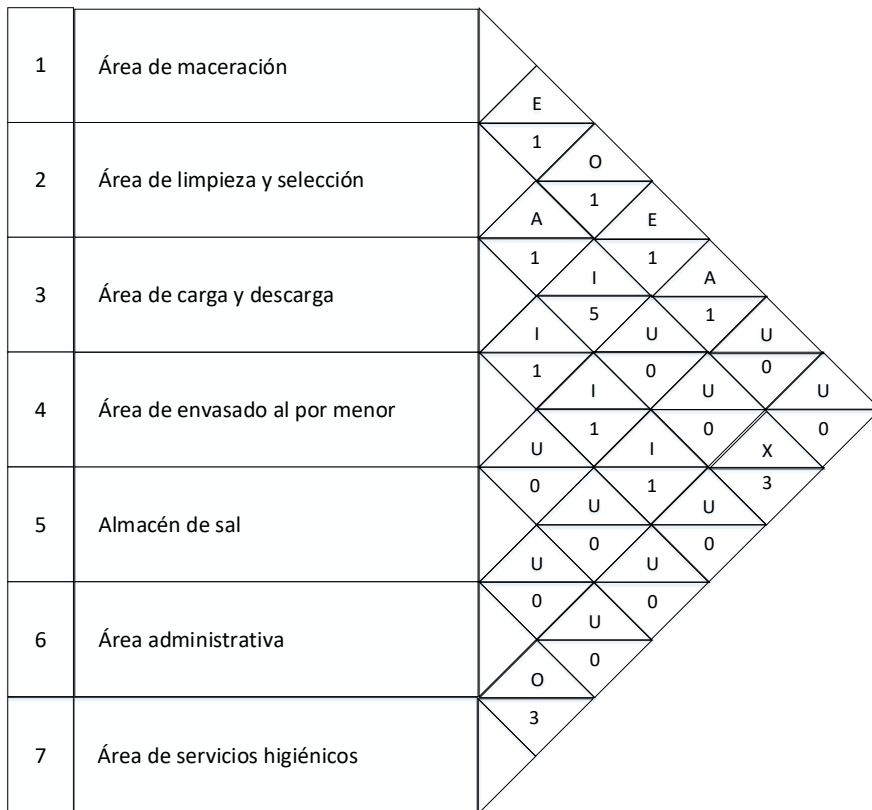 1 Área de maceración
E
1
2 Área de limpieza y selección
O
1
A
E
1
1
3 Área de carga y descarga
I
A
5
1
I
U
U
1
0
0
4 Área de envasado al por menor
I
U
U
1
0
0
U
I
X
0
1
3
5 Almacén de sal
U
U
0
0
U
U
0
0
6 Área administrativa
U
0
O
3
7 Área de servicios higiénicos